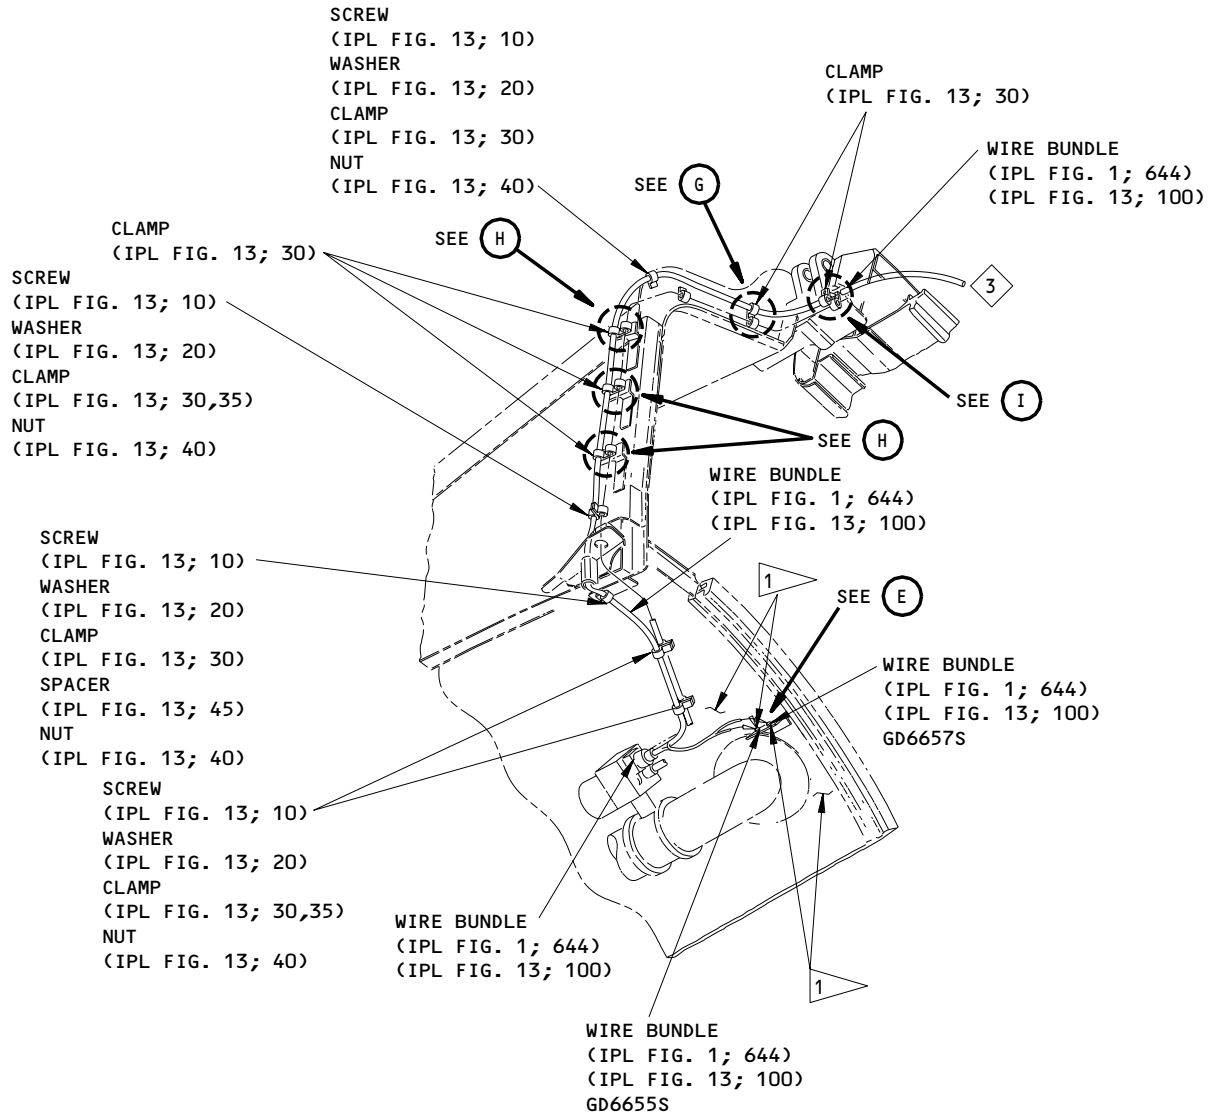 SCREW
(IPL FIG. 13; 10)
WASHER
(IPL FIG. 13; 20)
CLAMP
(IPL FIG. 13; 30)
NUT
(IPL FIG. 13; 40)
CLAMP
(IPL FIG. 13; 30)
WIRE BUNDLE
(IPL FIG. 1; 644)
(IPL FIG. 13; 100)
SEE G
SEE H
CLAMP
(IPL FIG. 13; 30)
SCREW
(IPL FIG. 13; 10)
WASHER
(IPL FIG. 13; 20)
CLAMP
(IPL FIG. 13; 30,35)
NUT
(IPL FIG. 13; 40)
3
SEE I
SEE H
WIRE BUNDLE
(IPL FIG. 1; 644)
(IPL FIG. 13; 100)
SCREW
(IPL FIG. 13; 10)
WASHER
(IPL FIG. 13; 20)
CLAMP
(IPL FIG. 13; 30)
SPACER
(IPL FIG. 13; 45)
NUT
(IPL FIG. 13; 40)
1
SEE E
WIRE BUNDLE
(IPL FIG. 1; 644)
(IPL FIG. 13; 100)
GD6657S
SCREW
(IPL FIG. 13; 10)
WASHER
(IPL FIG. 13; 20)
CLAMP
(IPL FIG. 13; 30,35)
NUT
(IPL FIG. 13; 40)
WIRE BUNDLE
(IPL FIG. 1; 644)
(IPL FIG. 13; 100)
1
WIRE BUNDLE
(IPL FIG. 1; 644)
(IPL FIG. 13; 100)
GD6655S